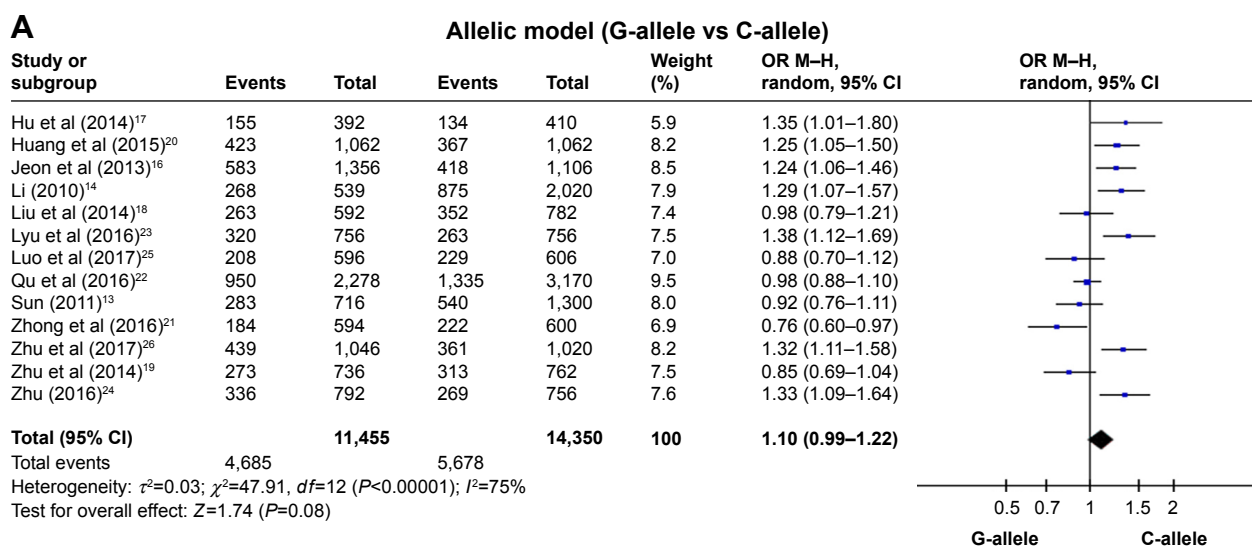 A
Allelic model (G-allele vs C-allele)
Study or subgroup Events Total Events Total Weight (%) OR M–H, random, 95% CI OR M–H, random, 95% CI
Hu et al (2014)17 155 392 134 410 5.9 1.35 (1.01–1.80)
Huang et al (2015)20 423 1,062 367 1,062 8.2 1.25 (1.05–1.50)
Jeon et al (2013)16 583 1,356 418 1,106 8.5 1.24 (1.06–1.46)
Li (2010)14 268 539 875 2,020 7.9 1.29 (1.07–1.57)
Liu et al (2014)18 263 592 352 782 7.4 0.98 (0.79–1.21)
Lyu et al (2016)23 320 756 263 756 7.5 1.38 (1.12–1.69)
Luo et al (2017)25 208 596 229 606 7.0 0.88 (0.70–1.12)
Qu et al (2016)22 950 2,278 1,335 3,170 9.5 0.98 (0.88–1.10)
Sun (2011)13 283 716 540 1,300 8.0 0.92 (0.76–1.11)
Zhong et al (2016)21 184 594 222 600 6.9 0.76 (0.60–0.97)
Zhu et al (2017)26 439 1,046 361 1,020 8.2 1.32 (1.11–1.58)
Zhu et al (2014)19 273 736 313 762 7.5 0.85 (0.69–1.04)
Zhu (2016)24 336 792 269 756 7.6 1.33 (1.09–1.64)
Total (95% CI) 11,455 14,350 100 1.10 (0.99–1.22)
Total events 4,685 5,678
Heterogeneity: τ2=0.03; χ2=47.91, df=12 (P<0.00001); I2=75%
Test for overall effect: Z=1.74 (P=0.08)
0.5 0.7 1 1.5 2
G-allele C-allele